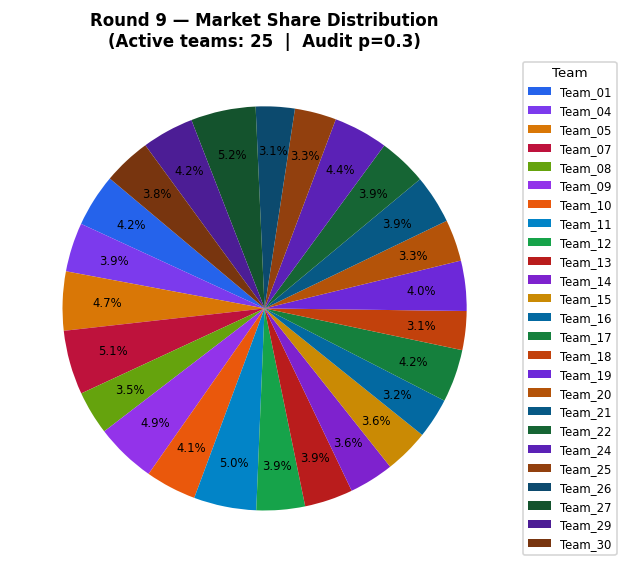 Round 9 — Market Share Distribution
(Active teams: 25  |  Audit p=0.3)
4.2%
3.9%
4.7%
5.1%
3.5%
4.9%
4.1%
5.0%
3.9%
3.9%
3.6%
3.6%
3.2%
4.2%
3.1%
4.0%
3.3%
3.9%
3.9%
4.4%
3.3%
3.1%
5.2%
4.2%
3.8%
Team
Team_01
Team_04
Team_05
Team_07
Team_08
Team_09
Team_10
Team_11
Team_12
Team_13
Team_14
Team_15
Team_16
Team_17
Team_18
Team_19
Team_20
Team_21
Team_22
Team_24
Team_25
Team_26
Team_27
Team_29
Team_30